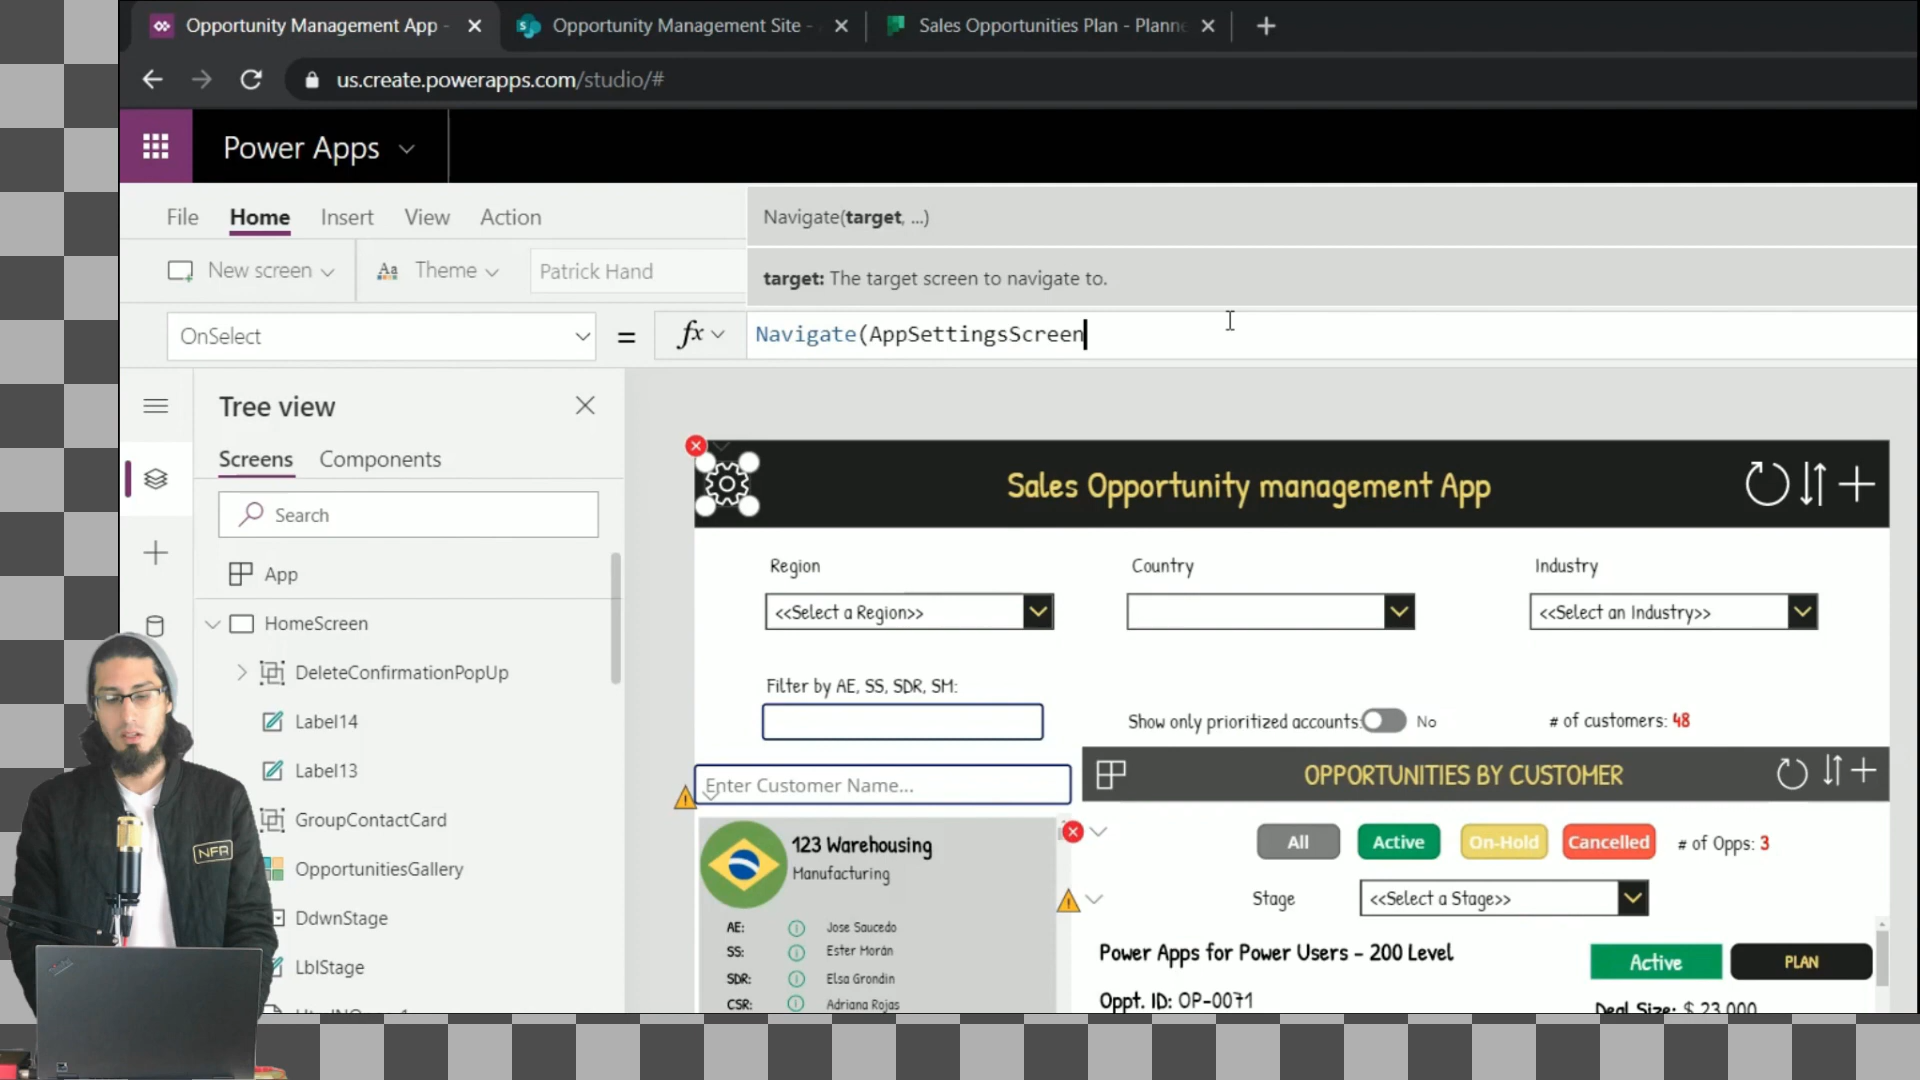 Opportunity Management App -
Opportunity Management Site -
Sales Opportunities Plan - Planne
us.create.powerapps.com/studio/#
Power Apps
File
Home
Insert
View
Action
Navigate(target, ...)
New screen
Theme
Patrick Hand
target: The target screen to navigate to.
OnSelect
=
fx
Navigate(AppSettingsScreen
Tree view
Screens
Components
Search
App
HomeScreen
DeleteConfirmationPopUp
Label14
Label13
GroupContactCard
OpportunitiesGallery
DdwnStage
LblStage
Sales Opportunity management App
Region
Country
Industry
<<Select a Region>>
<<Select an Industry>>
Filter by AE, SS, SDR, SM:
Show only prioritized accounts:
No
# of customers: 48
Enter Customer Name...
OPPORTUNITIES BY CUSTOMER
123 Warehousing
Manufacturing
AE:
Jose Saucedo
SS:
Ester Morán
SDR:
Elsa Grondin
CSR:
Adriana Rojas
All
Active
On-Hold
Cancelled
# of Opps: 3
Stage
<<Select a Stage>>
Power Apps for Power Users - 200 Level
Active
PLAN
Oppt. ID: OP-0071
Deal Size: $ 23,000
NFR